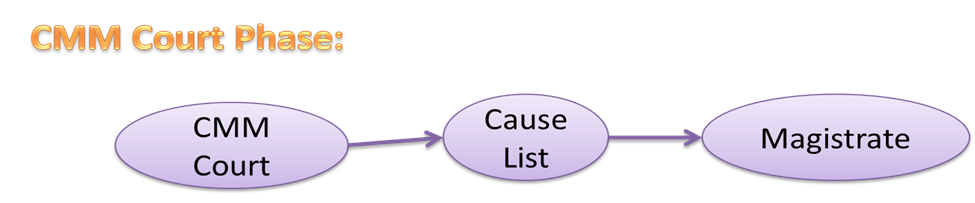 CMM Court Phase:
CMM
Court
Cause
List
Magistrate